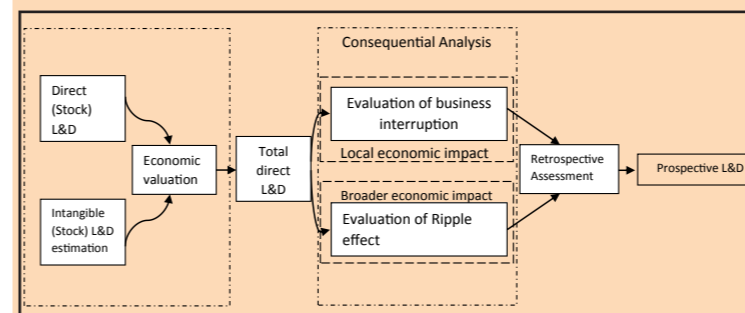 Consequential Analysis
Direct
(Stock)
L&D
Intangible
(Stock) L&D
estimation
Economic
valuation
Total
direct
L&D
Evaluation of business
interruption
Local economic impact
Broader economic impact
Evaluation of Ripple
effect
Retrospective
Assessment
Prospective L&D